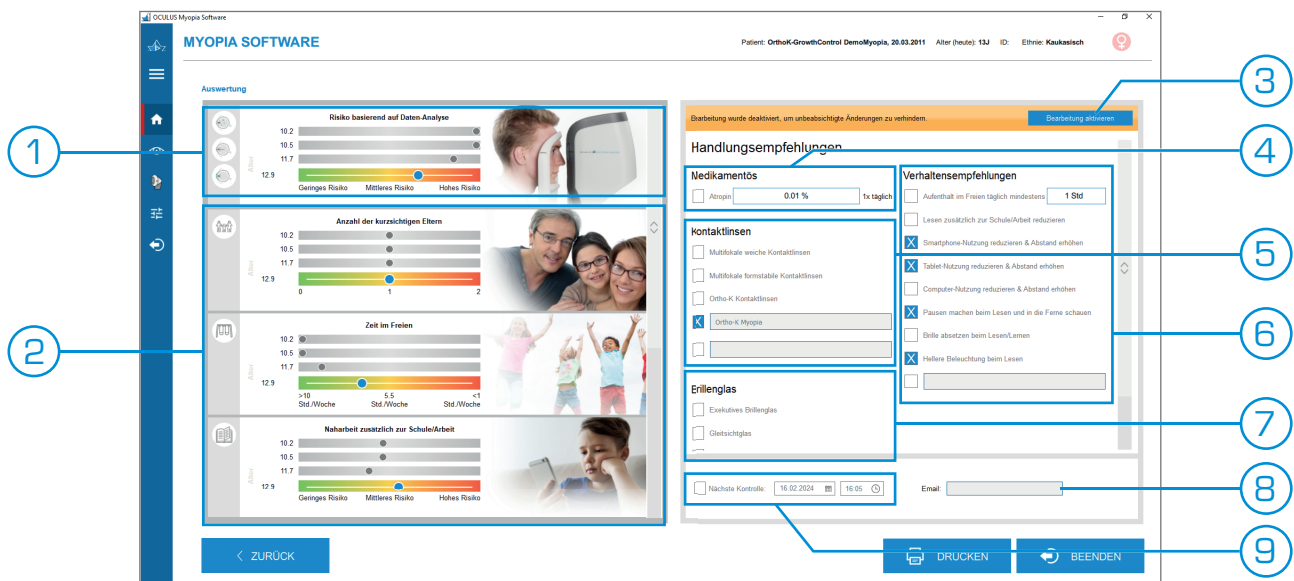 OCULUS Myopia Software
MYOPIA SOFTWARE
Patient: OrthoK-GrowthControl DemoMyopia, 20.03.2011 Alter (heute): 13J ID: Ethnie: Kaukasisch
Auswertung
Risiko basierend auf Daten-Analyse
Alter
10.2
10.5
11.7
12.9
Geringes Risiko Mittleres Risiko Hohes Risiko
Anzahl der kurzsichtigen Eltern
Alter
10.2
10.5
11.7
12.9
0 1 2
Zeit im Freien
Alter
10.2
10.5
11.7
12.9
>10 5.5 <1
Std./Woche Std./Woche Std./Woche
Naharbeit zusätzlich zur Schule/Arbeit
Alter
10.2
10.5
11.7
12.9
Geringes Risiko Mittleres Risiko Hohes Risiko
Bearbeitung wurde deaktiviert, um unbeabsichtigte Änderungen zu verhindern. Bearbeitung aktivieren
Handlungsempfehlungen
Medikamentös
Atropin 0.01 % 1x täglich
Kontaktlinsen
Multifokale weiche Kontaktlinsen
Multifokale formstabile Kontaktlinsen
Ortho-K Kontaktlinsen
X Ortho-K Myopia
Erillenglas
Exekutives Brillenglas
Gleitsichtglas
Verhaltensempfehlungen
Aufenthalt im Freien täglich mindestens 1 Std
Lesen zusätzlich zur Schule/Arbeit reduzieren
X Smartphone-Nutzung reduzieren & Abstand erhöhen
X Tablet-Nutzung reduzieren & Abstand erhöhen
Computer-Nutzung reduzieren & Abstand erhöhen
X Pausen machen beim Lesen und in die Ferne schauen
Brille absetzen beim Lesen/Lernen
X Hellere Beleuchtung beim Lesen
Nächste Kontrolle: 16.02.2024 16:05 Email:
ZURÜCK DRUCKEN BEENDEN
1
2
3
4
5
6
7
8
9